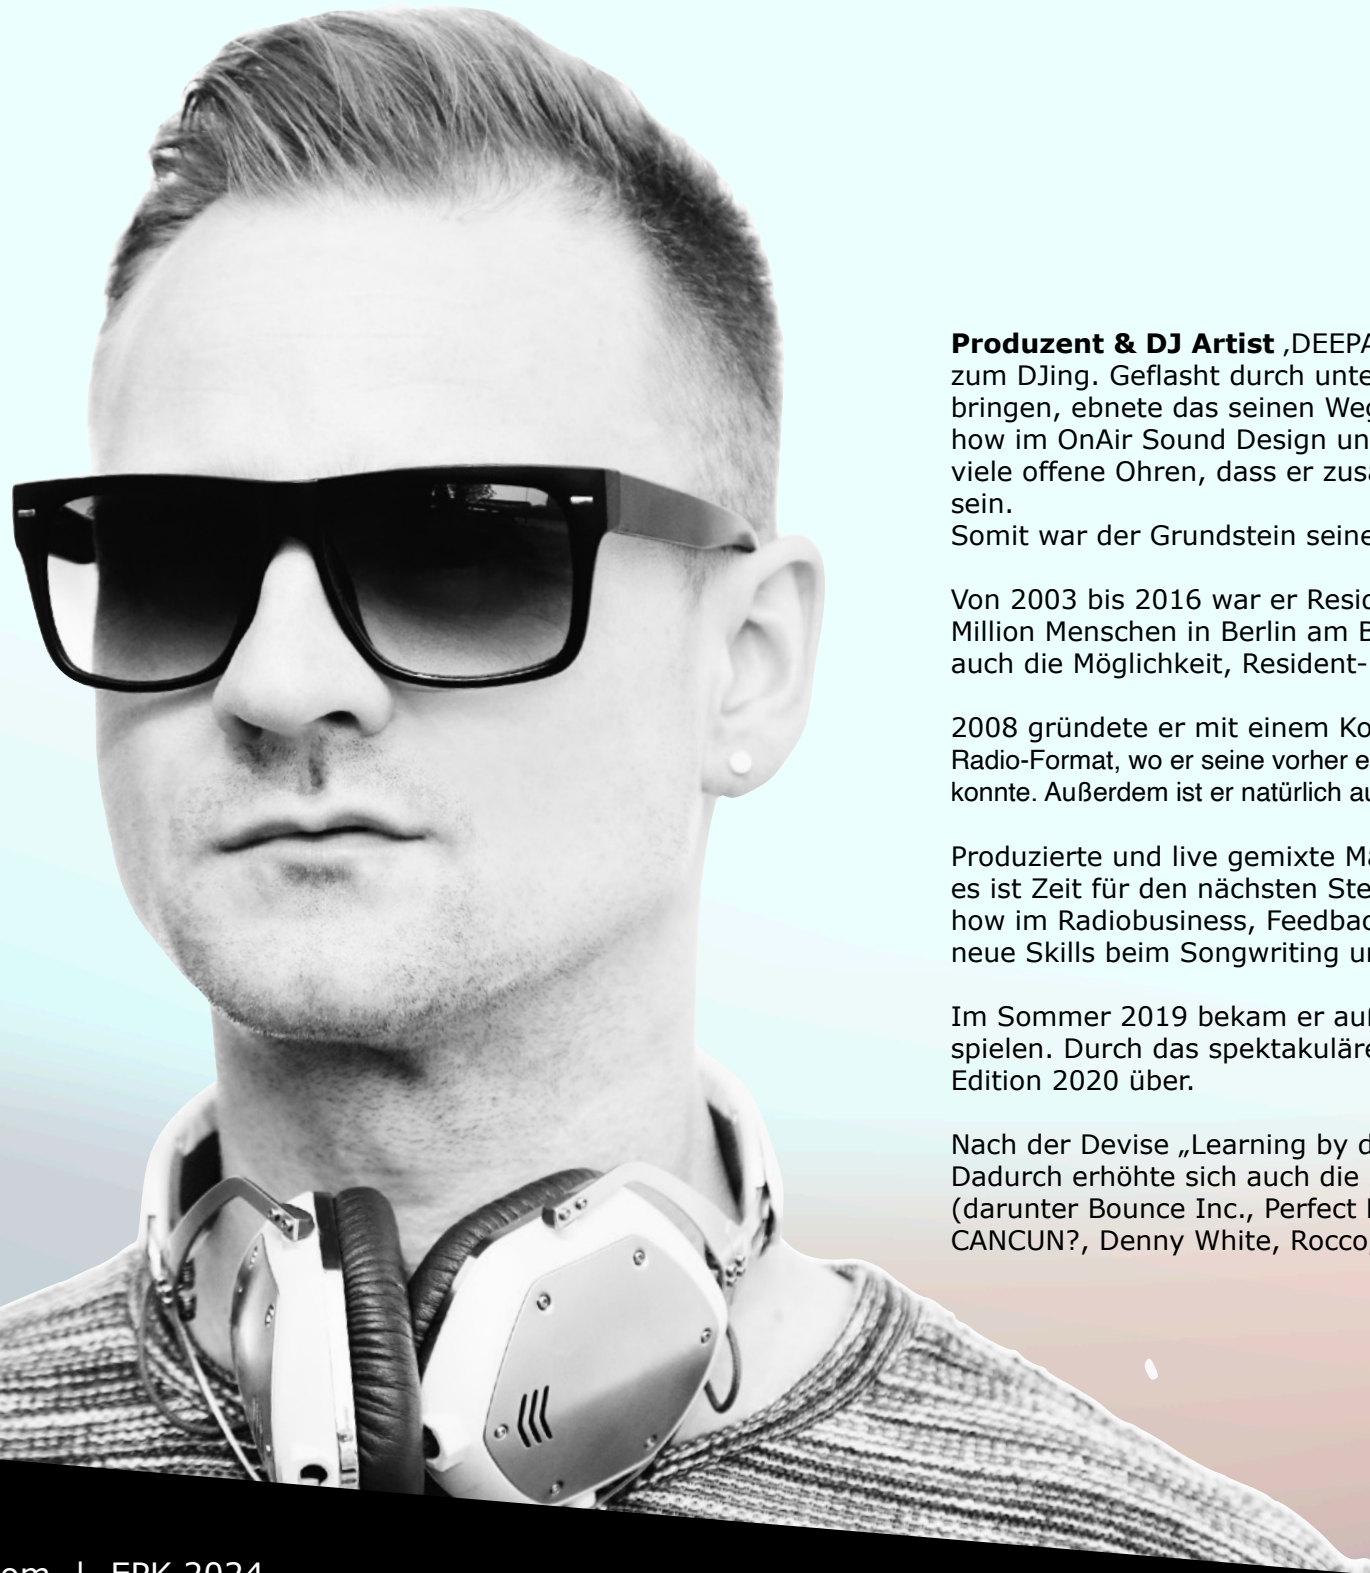 Produzent & DJ Artist ‚DEEPA
zum DJing. Geflasht durch unte
bringen, ebnete das seinen Weg
how im OnAir Sound Design un
viele offene Ohren, dass er zusa
sein.
Somit war der Grundstein seine
Von 2003 bis 2016 war er Resid
Million Menschen in Berlin am B
auch die Möglichkeit, Resident-
2008 gründete er mit einem Ko
Radio-Format, wo er seine vorher e
konnte. Außerdem ist er natürlich au
Produzierte und live gemixte Ma
es ist Zeit für den nächsten Ste
how im Radiobusiness, Feedbac
neue Skills beim Songwriting un
Im Sommer 2019 bekam er auß
spielen. Durch das spektakuläre
Edition 2020 über.
Nach der Devise „Learning by d
Dadurch erhöhte sich auch die
(darunter Bounce Inc., Perfect
CANCUN?, Denny White, Rocco
om | EPK 2024